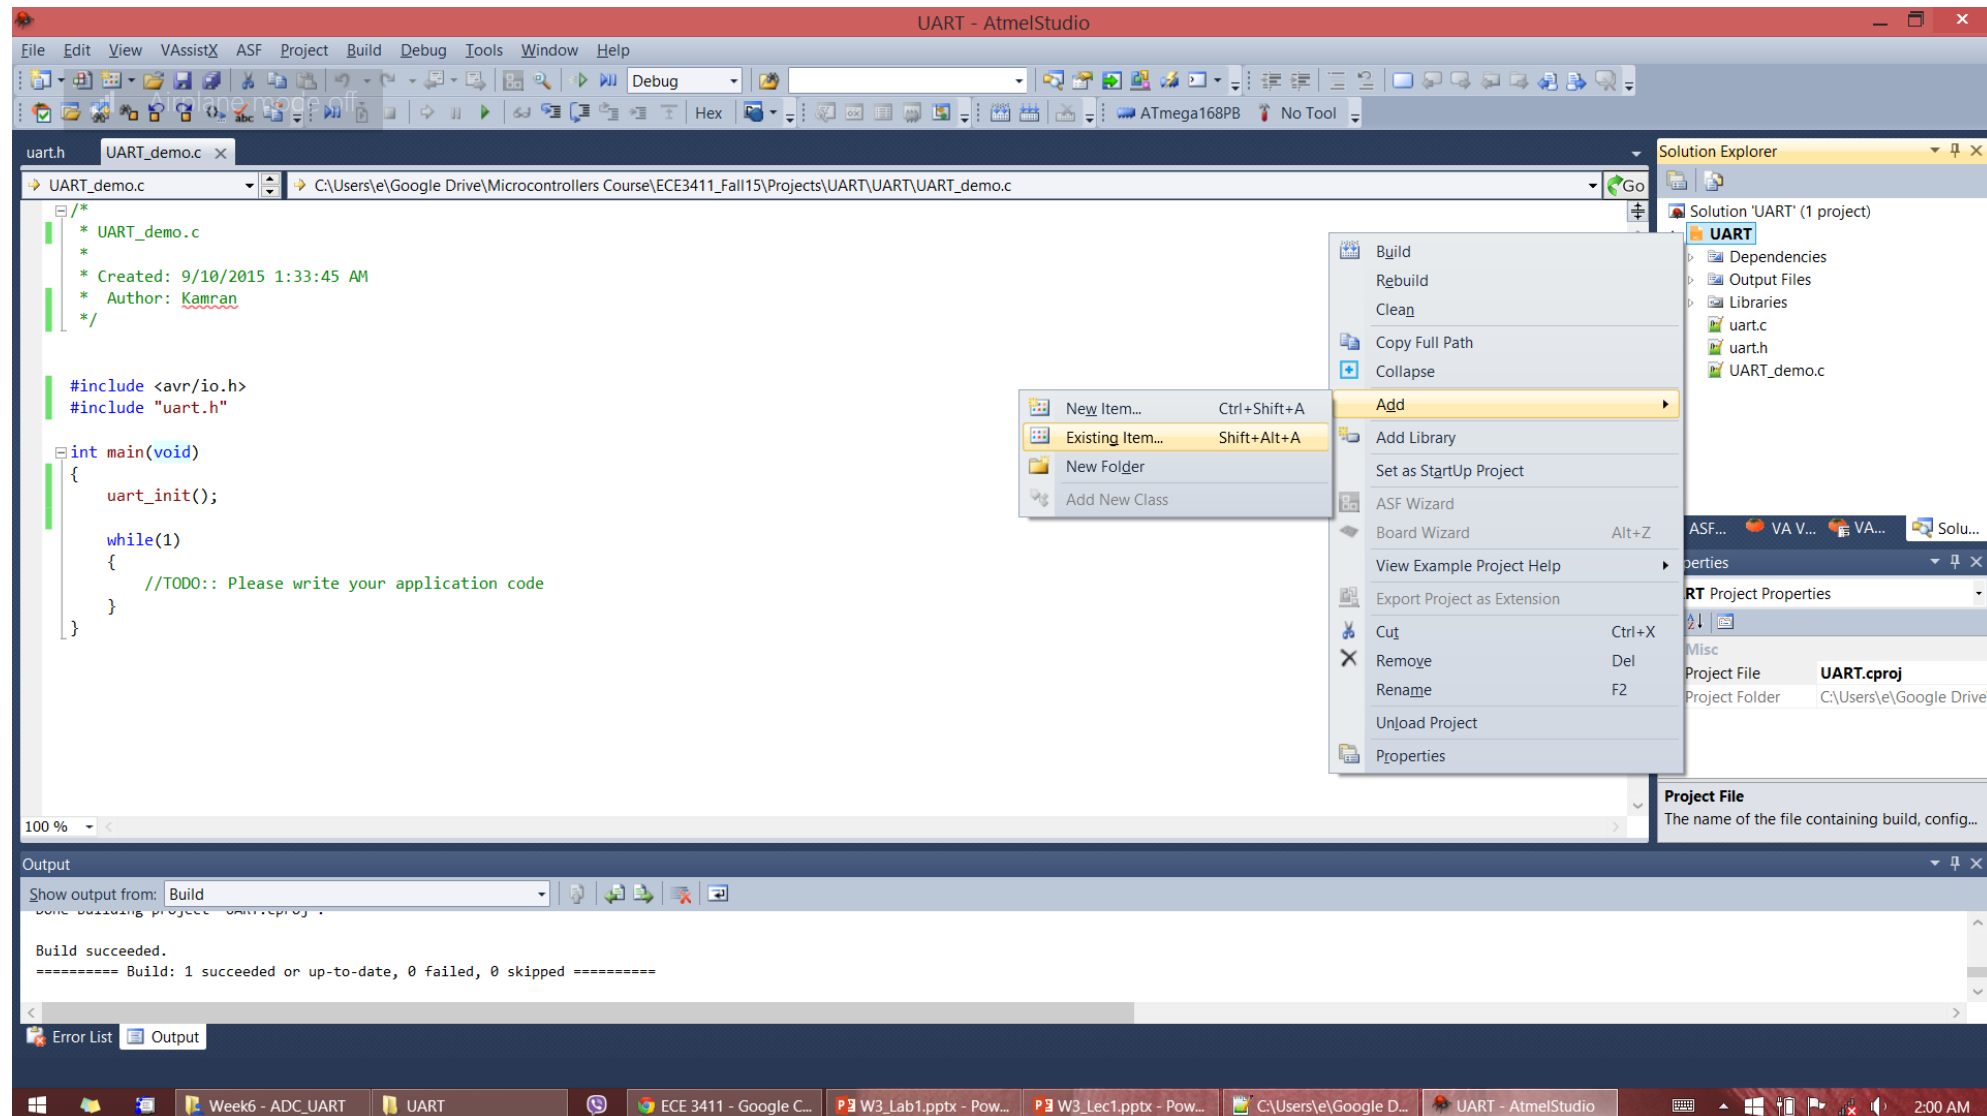 UART - AtmelStudio
File Edit View VAssistX ASF Project Build Debug Tools Window Help
Debug
Airplane mode off
Hex
ATmega168PB No Tool
uart.h UART_demo.c
UART_demo.c
C:\Users\e\Google Drive\Microcontrollers Course\ECE3411_Fall15\Projects\UART\UART\UART_demo.c
Go
/*
* UART_demo.c
*
* Created: 9/10/2015 1:33:45 AM
* Author: Kamran
*/
#include <avr/io.h>
#include "uart.h"
int main(void)
{
uart_init();
while(1)
{
//TODO:: Please write your application code
}
}
100 %
New Item... Ctrl+Shift+A
Existing Item... Shift+Alt+A
New Folder
Add New Class
Build
Rebuild
Clean
Copy Full Path
Collapse
Add
Add Library
Set as StartUp Project
ASF Wizard
Board Wizard Alt+Z
View Example Project Help
Export Project as Extension
Cut Ctrl+X
Remove Del
Rename F2
Unload Project
Properties
Solution Explorer
Solution 'UART' (1 project)
UART
Dependencies
Output Files
Libraries
uart.c
uart.h
UART_demo.c
ASF... VA V... VA... Solu...
perties
RT Project Properties
Misc
Project File UART.cproj
Project Folder C:\Users\e\Google Drive
Project File
The name of the file containing build, config...
Output
Show output from: Build
Done building project "UART.cproj".
Build succeeded.
========== Build: 1 succeeded or up-to-date, 0 failed, 0 skipped ==========
Error List Output
Week6 - ADC_UART UART ECE 3411 - Google C... W3_Lab1.pptx - Pow... W3_Lec1.pptx - Pow... C:\Users\e\Google D... UART - AtmelStudio 2:00 AM